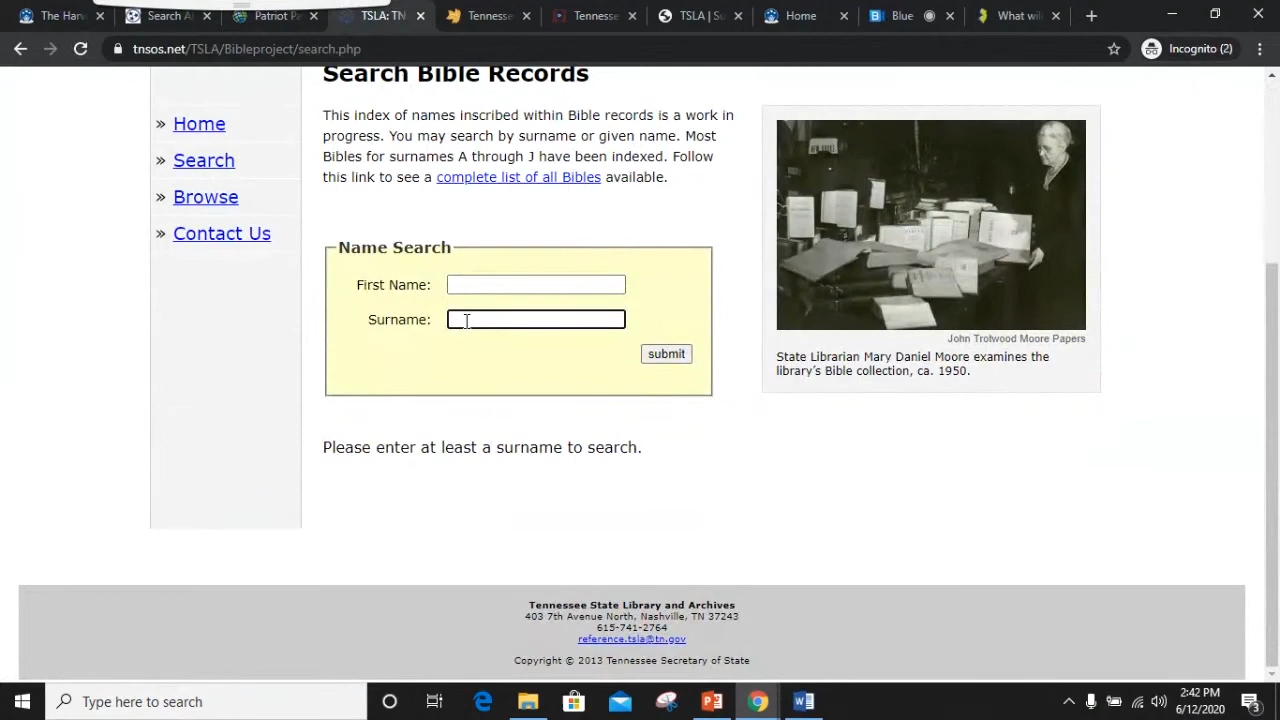 The Harv
Search A
Patriot P
TSLA: TN
Tenness
Tenness
TSLA | Su
Home
Blue
What wil
tnsos.net/TSLA/Bibleproject/search.php
Incognito (2)
Search Bible Records
» Home
» Search
» Browse
» Contact Us
This index of names inscribed within Bible records is a work in
progress. You may search by surname or given name. Most
Bibles for surnames A through J have been indexed. Follow
this link to see a complete list of all Bibles available.
Name Search
First Name:
Surname:
submit
Please enter at least a surname to search.
John Trotwood Moore Papers
State Librarian Mary Daniel Moore examines the
library's Bible collection, ca. 1950.
Tennessee State Library and Archives
403 7th Avenue North, Nashville, TN 37243
615-741-2764
reference.tsla@tn.gov
Copyright © 2013 Tennessee Secretary of State
Type here to search
2:42 PM
6/12/2020
3